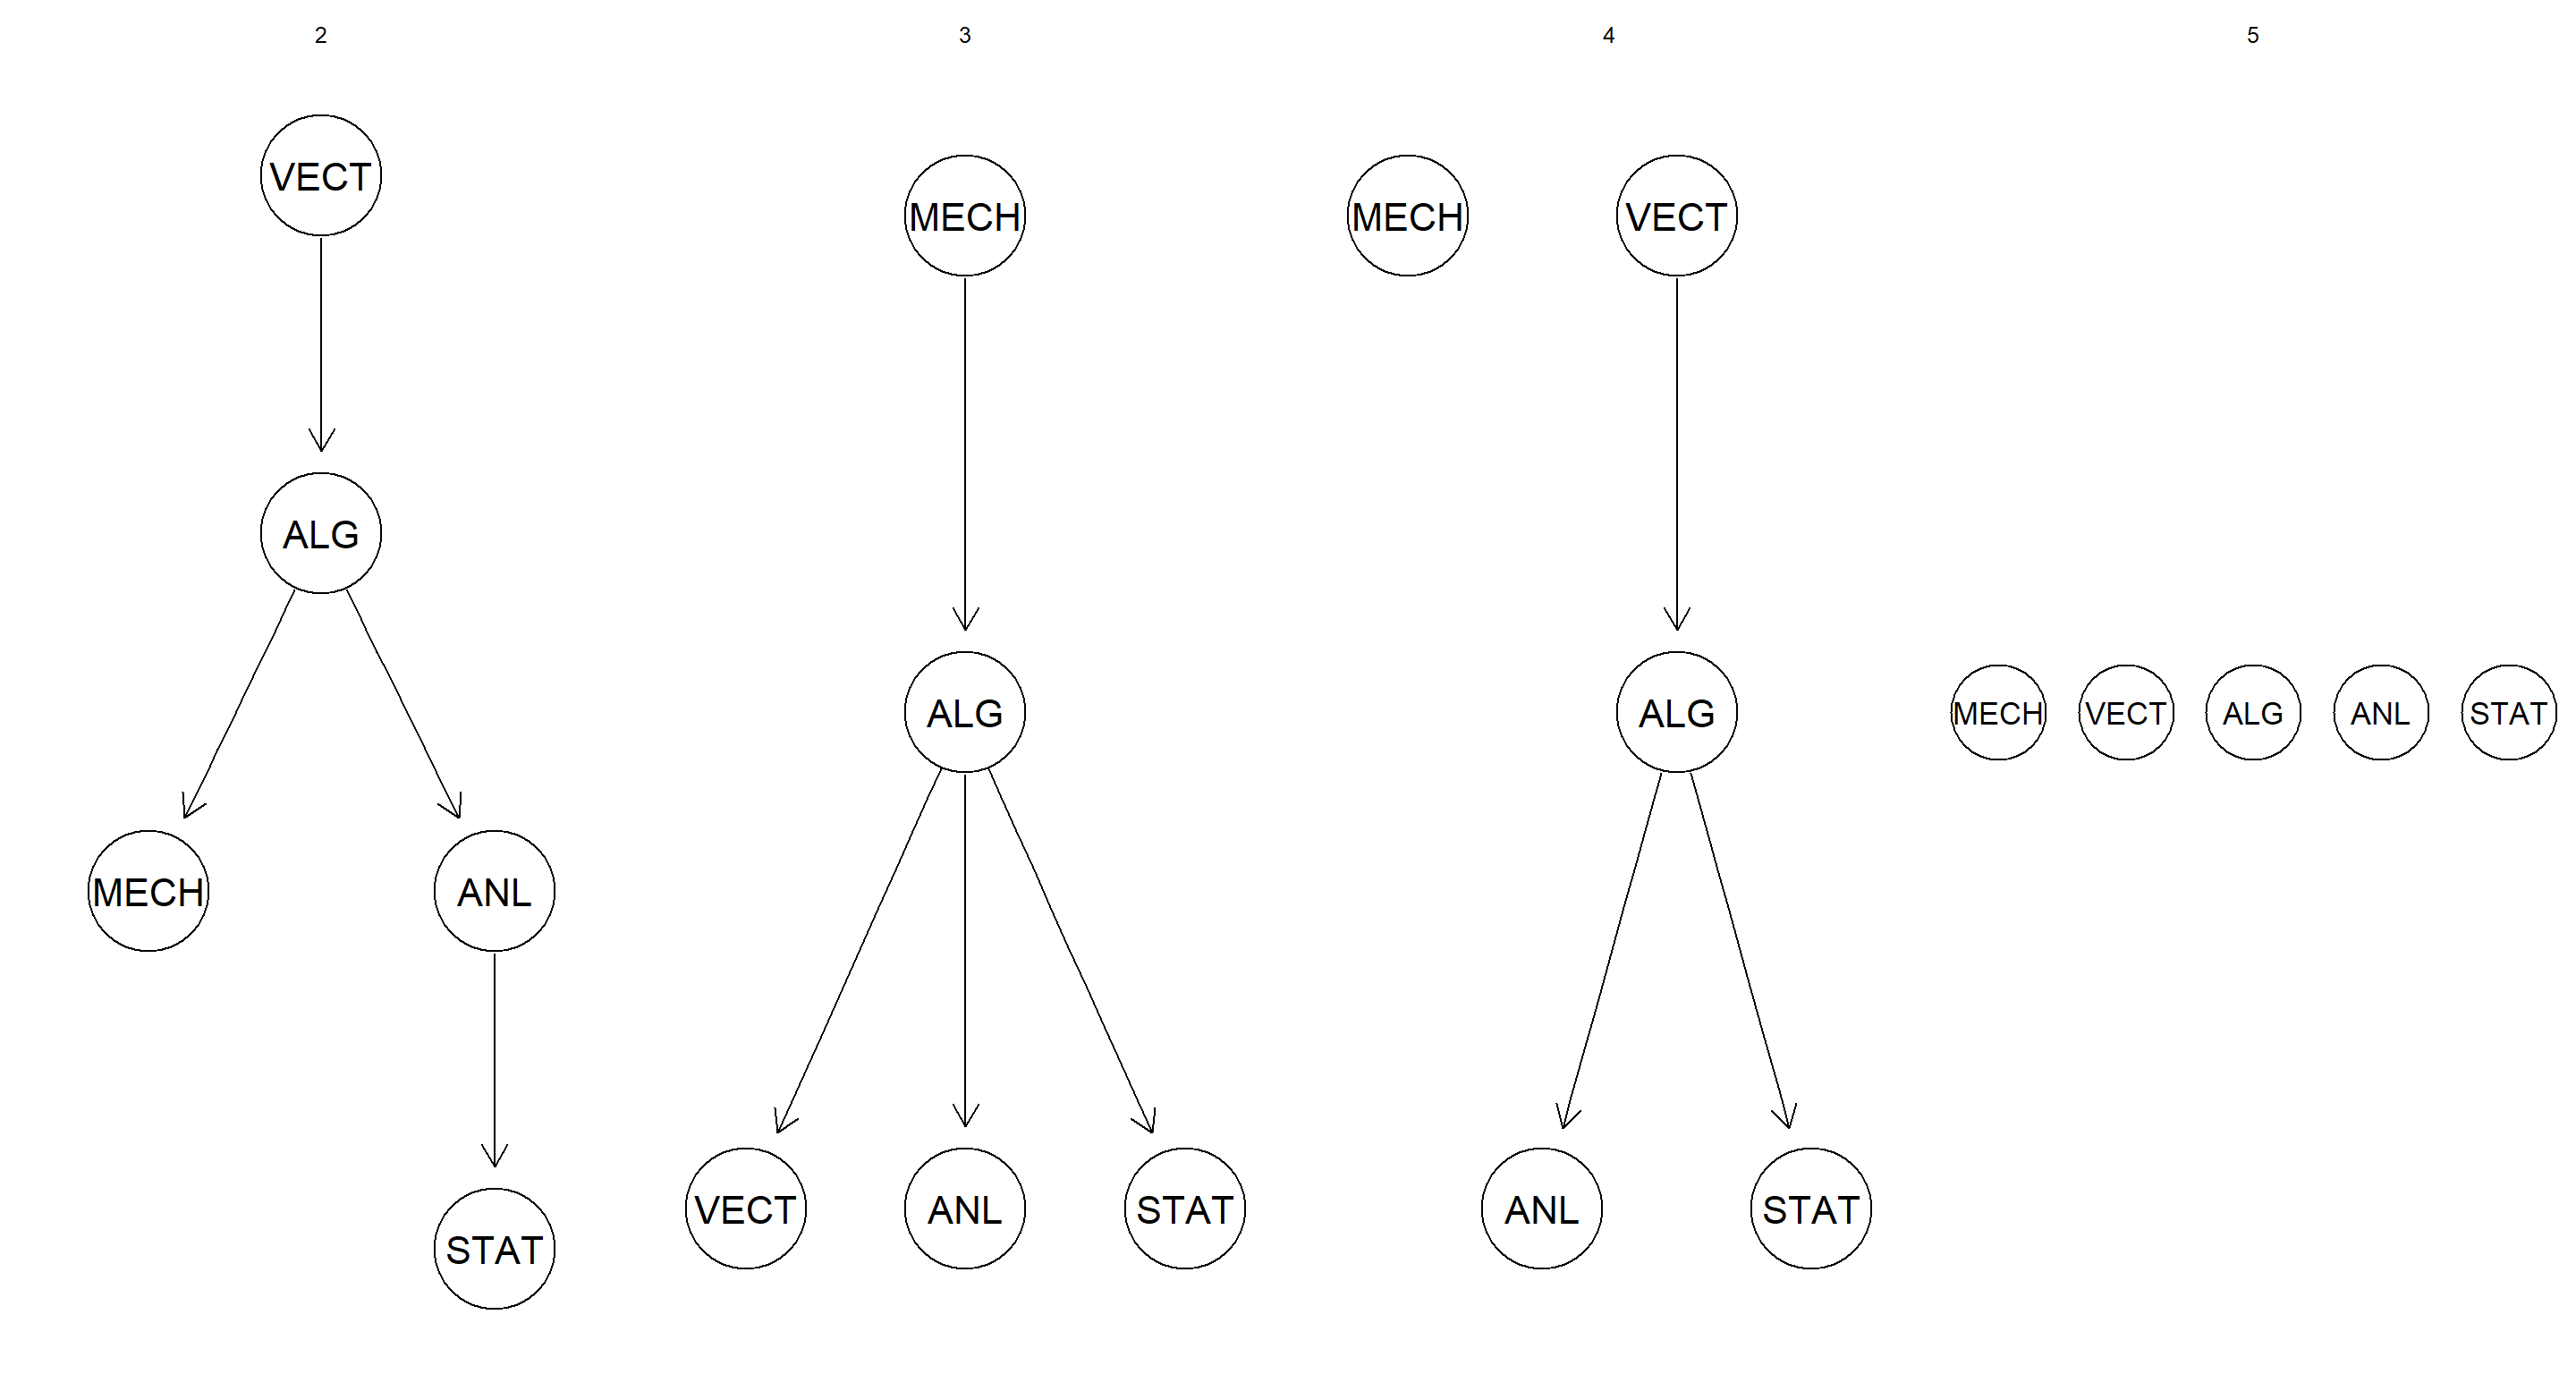 2 3 4 5
VECT
MECH MECH VECT
ALG
ALG ALG MECH VECT ALG ANL STAT
MECH ANL
VECT ANL STAT ANL STAT
STAT